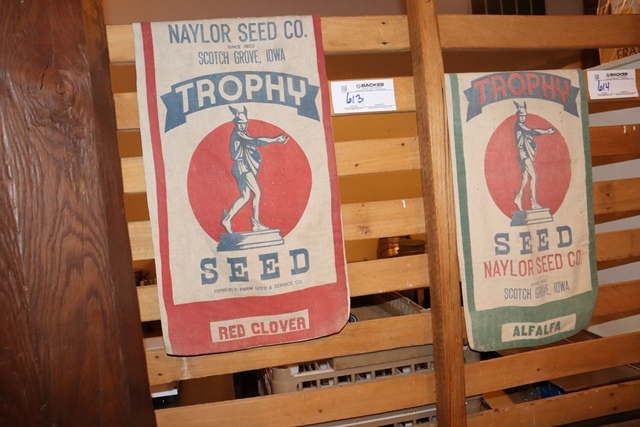 NAYLOR SEED CO.
SCOTCH GROVE, IOWA
TROPHY
SEED
RED CLOVER
BACKES
613
TROPHY
SEED
NAYLOR SEED CO
SCOTCH GROVE, IOWA
ALFALFA
BACKES
614